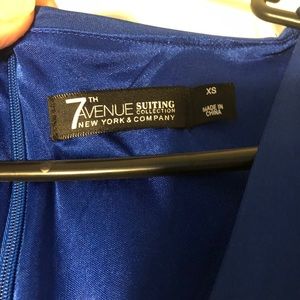 7TH
AVENUE SUITING
COLLECTION
NEW YORK & COMPANY
XS
MADE IN
CHINA